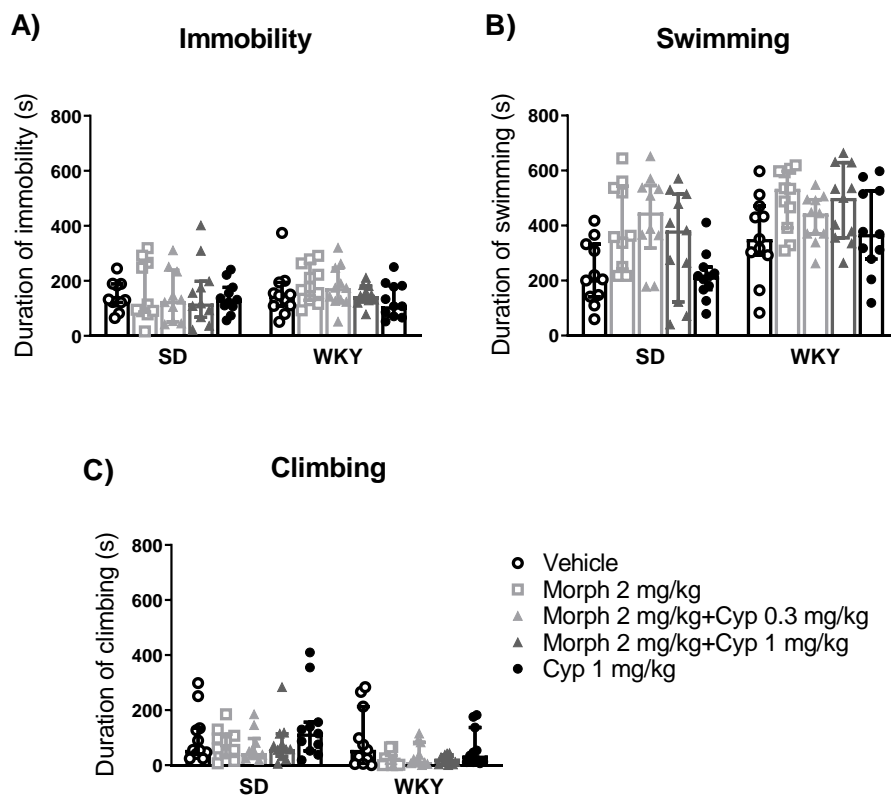 A)
Immobility
Duration of immobility (s)
800
600
400
200
0
SD
WKY
B)
Swimming
Duration of swimming (s)
800
600
400
200
0
SD
WKY
C)
Climbing
Duration of climbing (s)
800
600
400
200
0
SD
WKY
Vehicle
Morph 2 mg/kg
Morph 2 mg/kg+Cyp 0.3 mg/kg
Morph 2 mg/kg+Cyp 1 mg/kg
Cyp 1 mg/kg